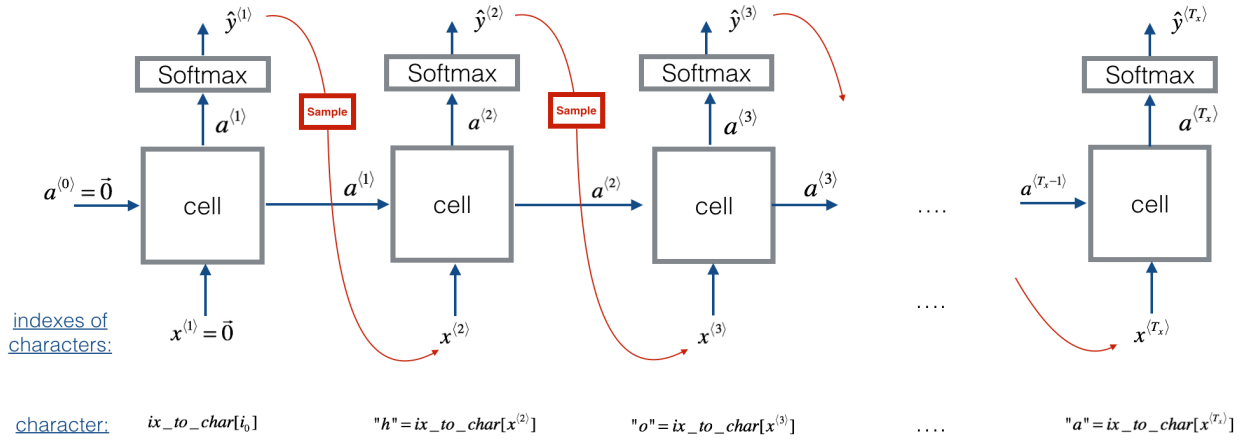 ŷ⟨1⟩ ŷ⟨2⟩ ŷ⟨3⟩ ŷ⟨Tₓ⟩
Softmax Softmax Softmax Softmax
Sample Sample
a⟨1⟩ a⟨2⟩ a⟨3⟩ a⟨Tₓ⟩
a⟨0⟩ = 0⃗ cell a⟨1⟩ cell a⟨2⟩ cell a⟨3⟩ .... a⟨Tₓ−1⟩ cell
indexes of
characters:
x⟨1⟩ = 0⃗ x⟨2⟩ x⟨3⟩ .... x⟨Tₓ⟩
character: ix_to_char[i₀] "h" = ix_to_char[x⟨2⟩] "o" = ix_to_char[x⟨3⟩] .... "a" = ix_to_char[x⟨Tₓ⟩]